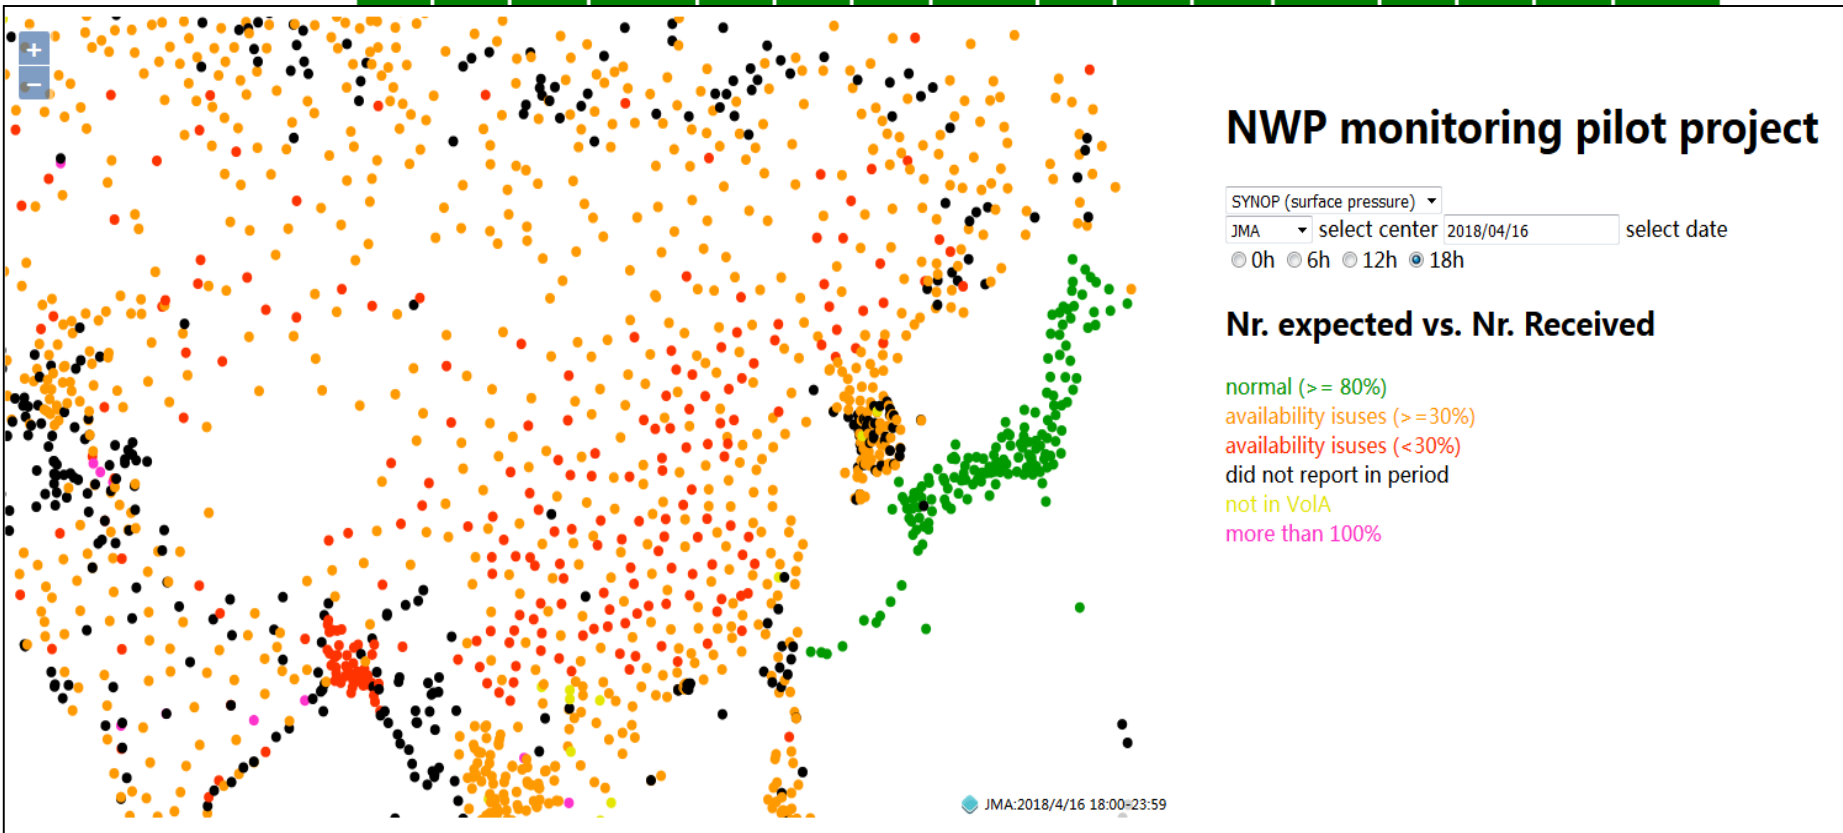 +
−
NWP monitoring pilot project
SYNOP (surface pressure)
JMA select center 2018/04/16 select date
0h 6h 12h 18h
Nr. expected vs. Nr. Received
normal (>= 80%)
availability isuses (>=30%)
availability isuses (<30%)
did not report in period
not in VolA
more than 100%
JMA:2018/4/16 18:00-23:59